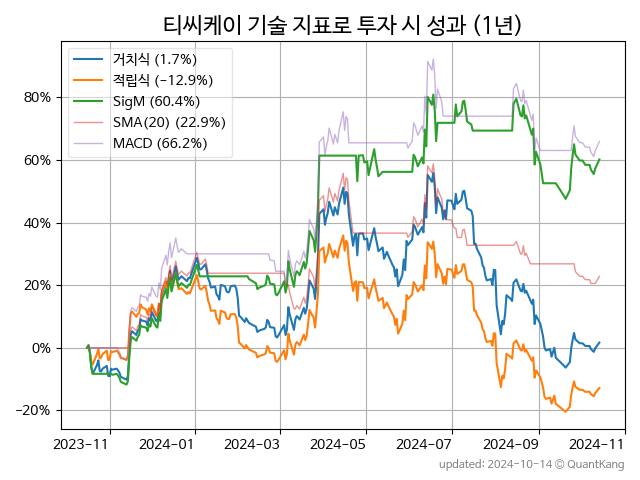 티씨케이 기술 지표로 투자 시 성과 (1년)
거치식 (1.7%)
적립식 (−12.9%)
SigM (60.4%)
SMA(20) (22.9%)
MACD (66.2%)
80%
60%
40%
20%
0%
−20%
2023-11 2024-01 2024-03 2024-05 2024-07 2024-09 2024-11
updated: 2024-10-14 © QuantKang